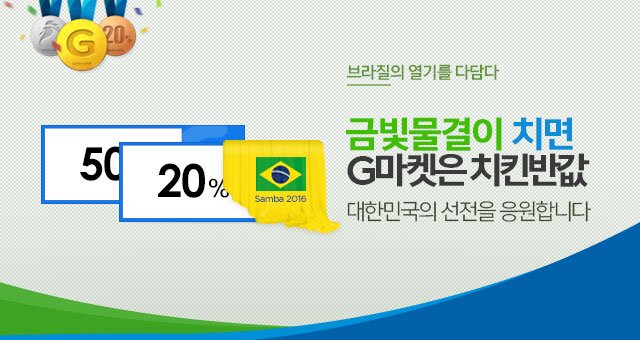 G
20%
브라질의 열기를 다담다
금빛물결이 치면
G마켓은 치킨반값
대한민국의 선전을 응원합니다
50
20%
Samba 2016